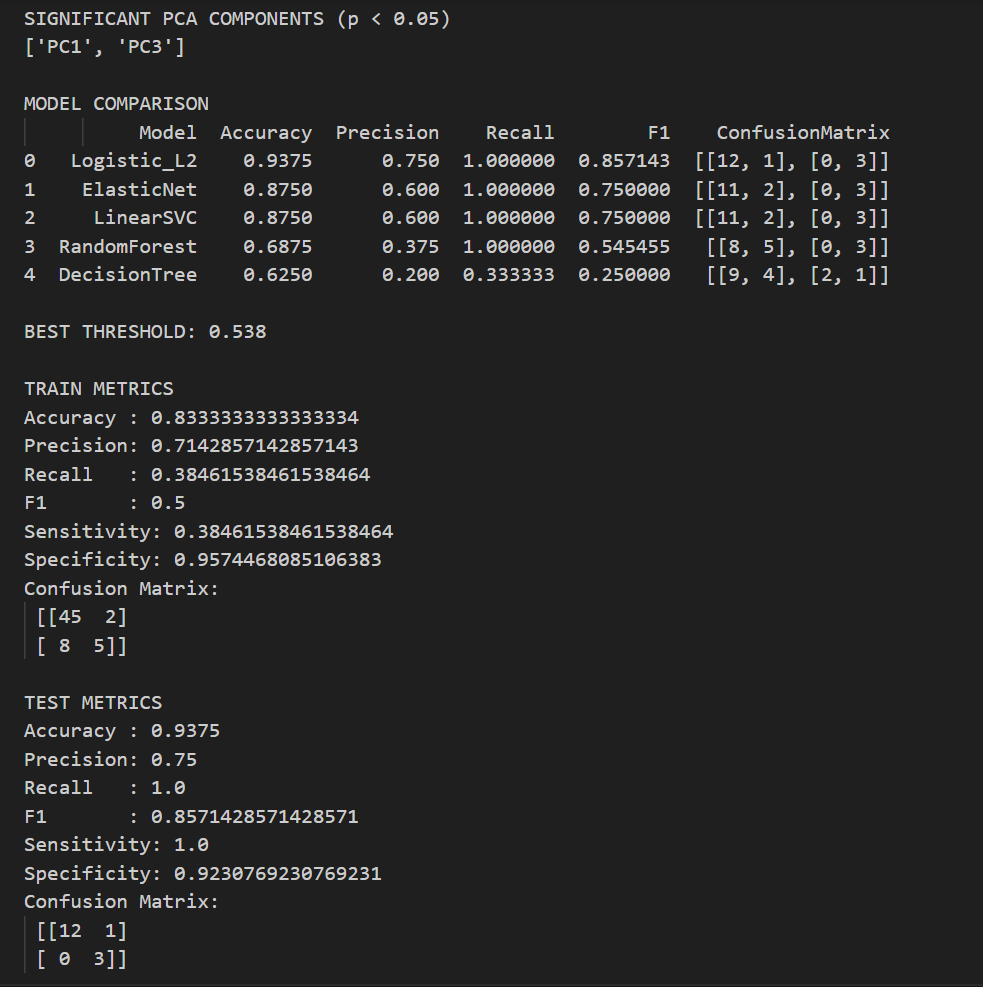 SIGNIFICANT PCA COMPONENTS (p < 0.05)
['PC1', 'PC3']
MODEL COMPARISON
Model Accuracy Precision Recall F1 ConfusionMatrix
0 Logistic_L2 0.9375 0.750 1.000000 0.857143 [[12, 1], [0, 3]]
1 ElasticNet 0.8750 0.600 1.000000 0.750000 [[11, 2], [0, 3]]
2 LinearSVC 0.8750 0.600 1.000000 0.750000 [[11, 2], [0, 3]]
3 RandomForest 0.6875 0.375 1.000000 0.545455 [[8, 5], [0, 3]]
4 DecisionTree 0.6250 0.200 0.333333 0.250000 [[9, 4], [2, 1]]
BEST THRESHOLD: 0.538
TRAIN METRICS
Accuracy : 0.8333333333333334
Precision: 0.7142857142857143
Recall : 0.38461538461538464
F1 : 0.5
Sensitivity: 0.38461538461538464
Specificity: 0.9574468085106383
Confusion Matrix:
[[45 2]
[ 8 5]]
TEST METRICS
Accuracy : 0.9375
Precision: 0.75
Recall : 1.0
F1 : 0.8571428571428571
Sensitivity: 1.0
Specificity: 0.9230769230769231
Confusion Matrix:
[[12 1]
[ 0 3]]